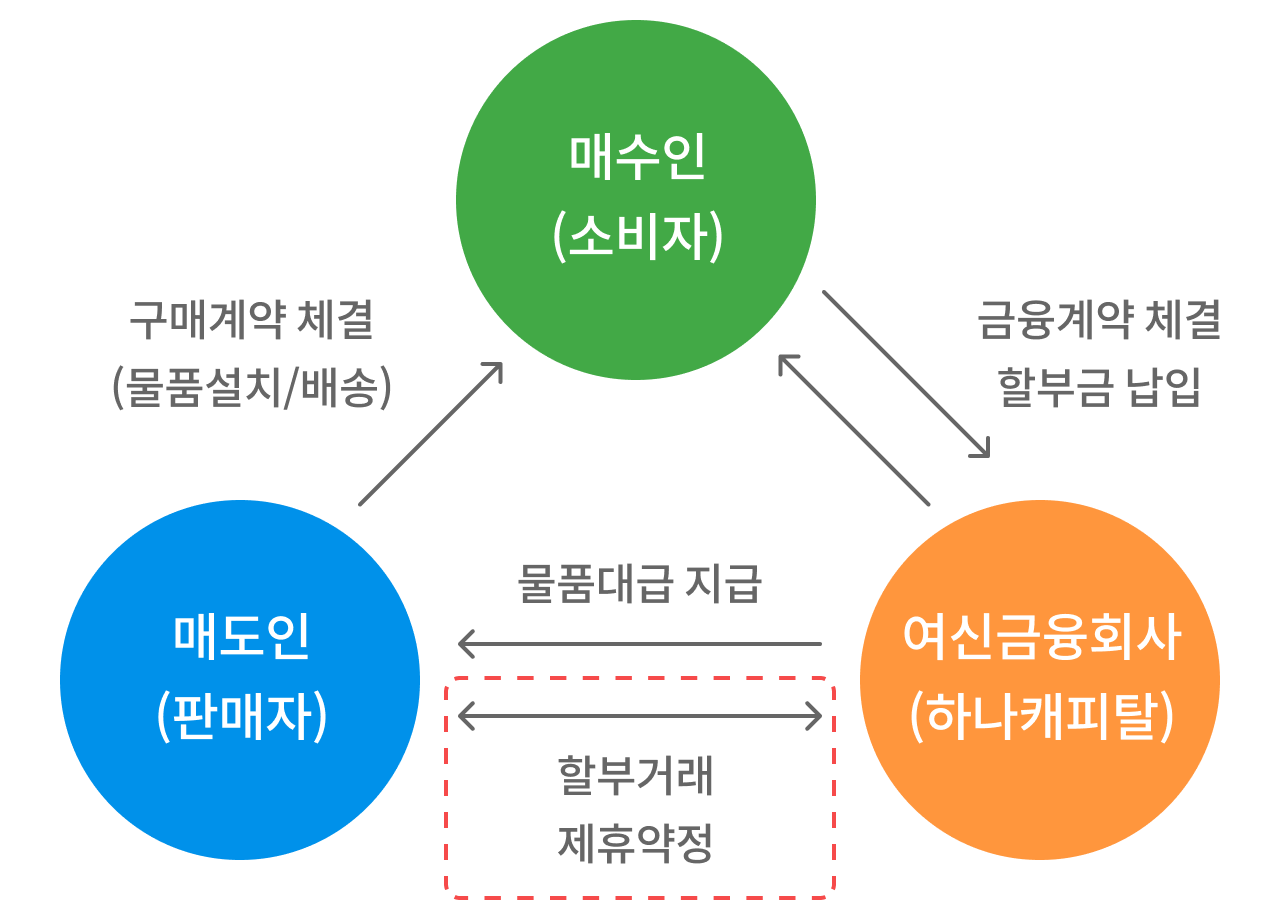 매수인
(소비자)
구매계약 체결
(물품설치/배송)
금융계약 체결
할부금 납입
물품대급 지급
매도인
(판매자)
여신금융회사
(하나캐피탈)
할부거래
제휴약정